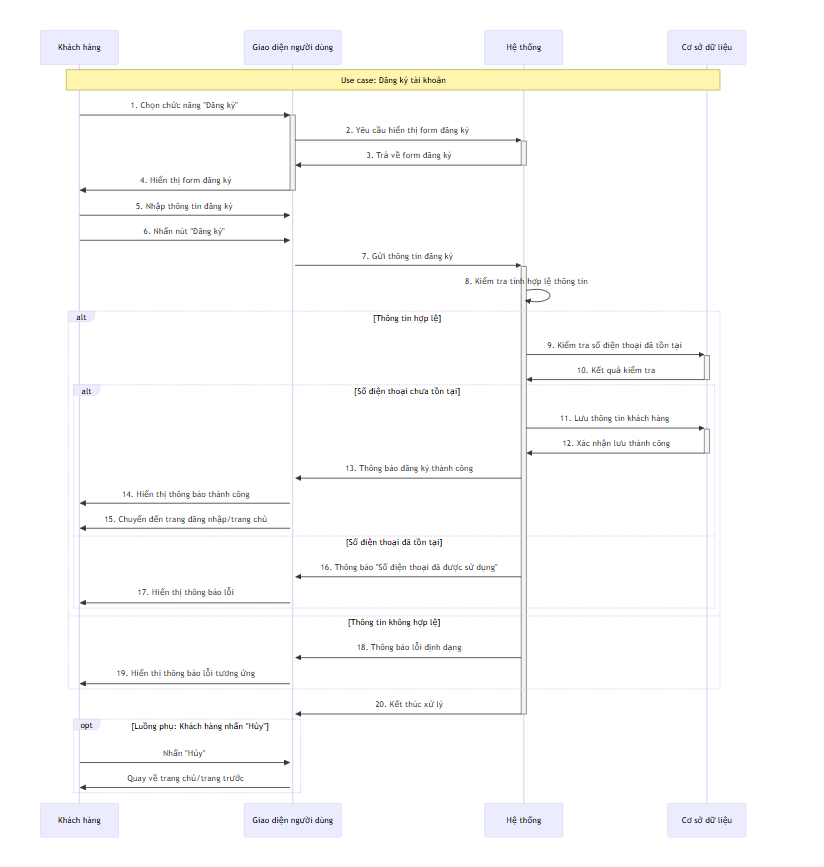 Khách hàng
Giao diện người dùng
Hệ thống
Cơ sở dữ liệu
Use case: Đăng ký tài khoản
1. Chọn chức năng "Đăng ký"
2. Yêu cầu hiển thị form đăng ký
3. Trả về form đăng ký
4. Hiển thị form đăng ký
5. Nhập thông tin đăng ký
6. Nhấn nút "Đăng ký"
7. Gửi thông tin đăng ký
8. Kiểm tra tính hợp lệ thông tin
alt
[Thông tin hợp lệ]
9. Kiểm tra số điện thoại đã tồn tại
10. Kết quả kiểm tra
alt
[Số điện thoại chưa tồn tại]
11. Lưu thông tin khách hàng
12. Xác nhận lưu thành công
13. Thông báo đăng ký thành công
14. Hiển thị thông báo thành công
15. Chuyển đến trang đăng nhập/trang chủ
[Số điện thoại đã tồn tại]
16. Thông báo "Số điện thoại đã được sử dụng"
17. Hiển thị thông báo lỗi
[Thông tin không hợp lệ]
18. Thông báo lỗi định dạng
19. Hiển thị thông báo lỗi tương ứng
20. Kết thúc xử lý
opt
[Luồng phụ: Khách hàng nhấn "Hủy"]
Nhấn "Hủy"
Quay về trang chủ/trang trước
Khách hàng
Giao diện người dùng
Hệ thống
Cơ sở dữ liệu